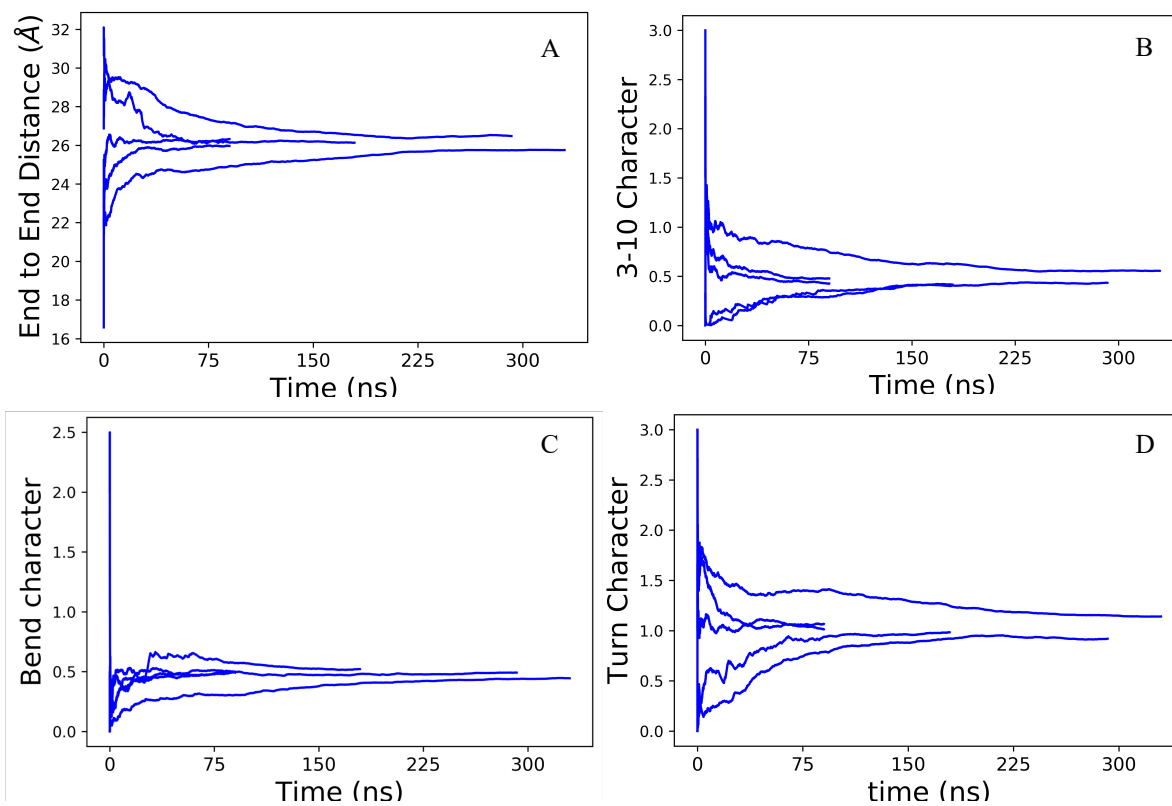 A
End to End Distance (Å)
32
30
28
26
24
22
20
18
16
0 75 150 225 300
Time (ns)
B
3-10 Character
3.0
2.5
2.0
1.5
1.0
0.5
0.0
0 75 150 225 300
Time (ns)
C
Bend character
2.5
2.0
1.5
1.0
0.5
0.0
0 75 150 225 300
Time (ns)
D
Turn Character
3.0
2.5
2.0
1.5
1.0
0.5
0.0
0 75 150 225 300
time (ns)